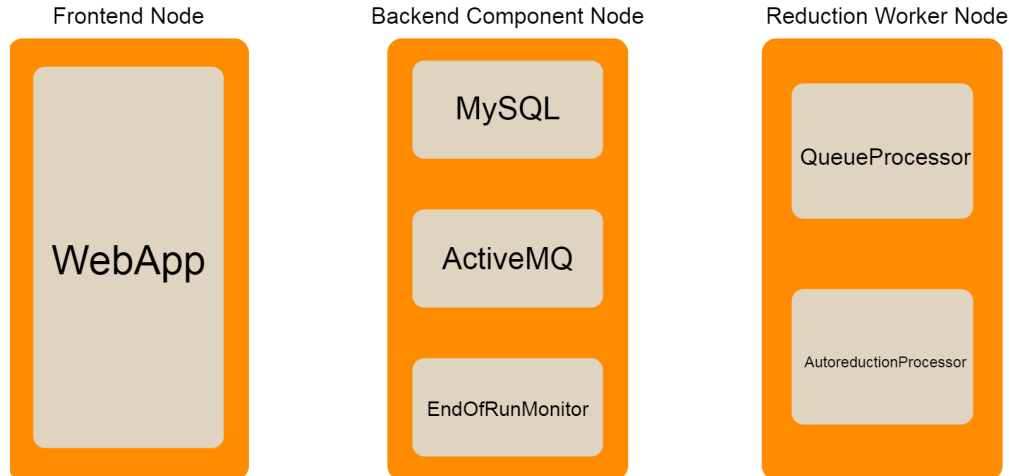 Frontend Node
Backend Component Node
Reduction Worker Node
WebApp
MySQL
ActiveMQ
EndOfRunMonitor
QueueProcessor
AutoreductionProcessor